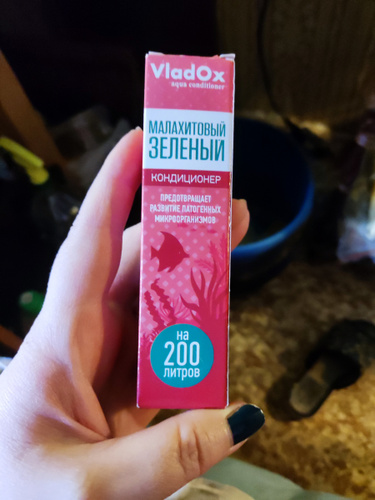 VladOx
aqua conditioner
МАЛАХИТОВЫЙ
ЗЕЛЕНЫЙ
КОНДИЦИОНЕР
ПРЕДОТВРАЩАЕТ
РАЗВИТИЕ ПАТОГЕННЫХ
МИКРООРГАНИЗМОВ
на
200
ЛИТРОВ